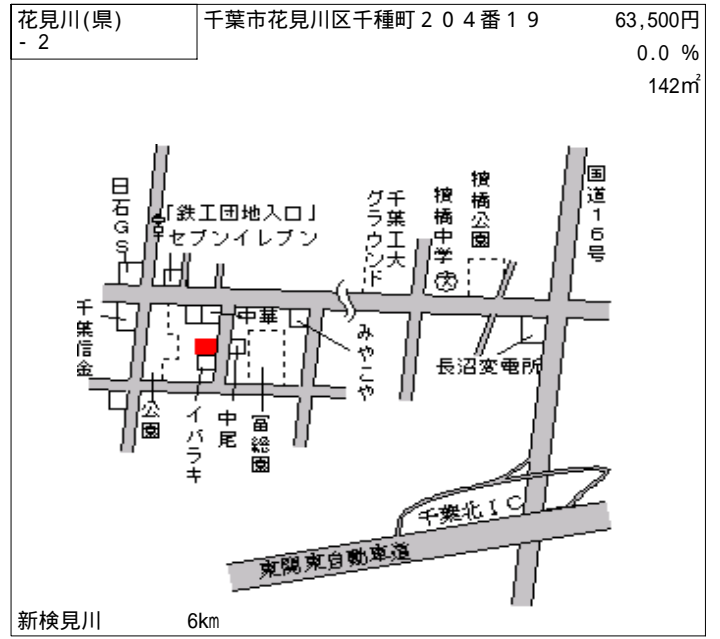 花見川(県)
- 2
千葉市花見川区千種町２０４番１９
63,500円
0.0 %
142㎡
日石GS
「鉄工団地入口」
セブンイレブン
千葉工大
グラウンド
犢橋中学
文
犢橋公園
国道16号
千葉信金
中華
みやこや
長沼変電所
公園
イバラキ
中尾
冨総園
千葉北IC
東関東自動車道
新検見川
6km